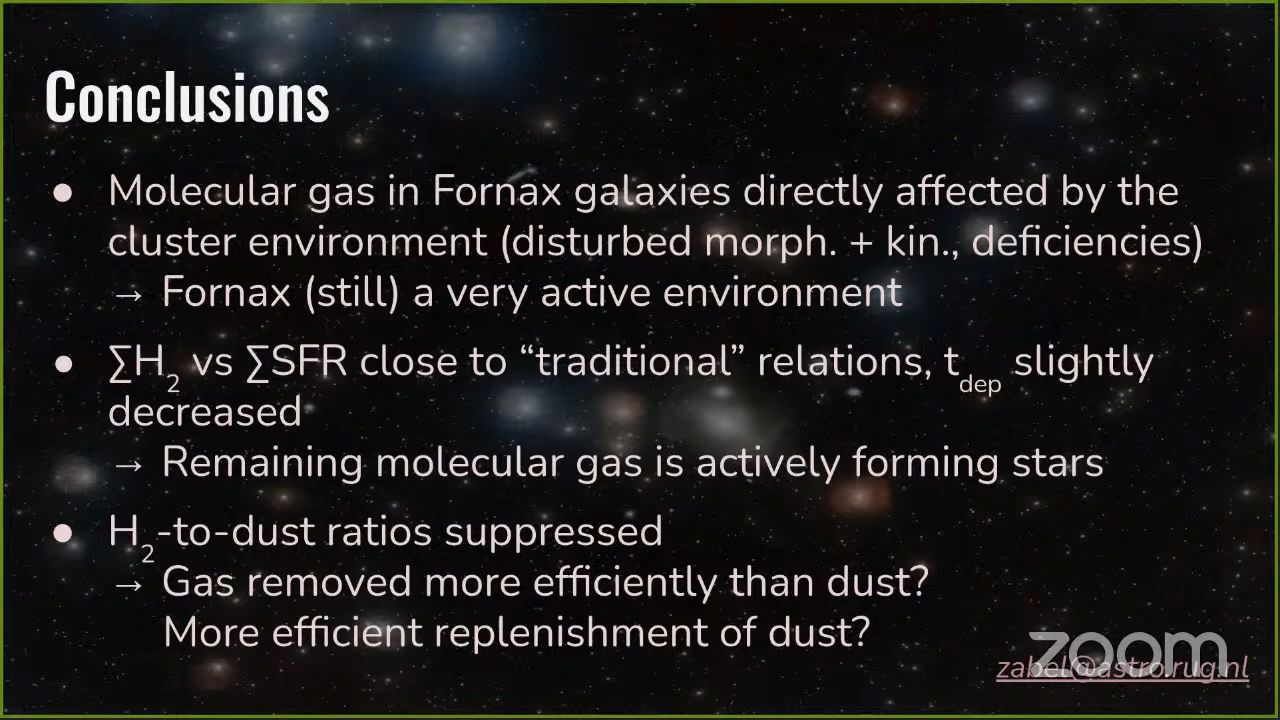 Conclusions
● Molecular gas in Fornax galaxies directly affected by the
cluster environment (disturbed morph. + kin., deficiencies)
→ Fornax (still) a very active environment
● ∑H₂ vs ∑SFR close to “traditional” relations, t_dep slightly
decreased
→ Remaining molecular gas is actively forming stars
● H₂-to-dust ratios suppressed
→ Gas removed more efficiently than dust?
More efficient replenishment of dust?
zoom
zabel@astro.rug.nl